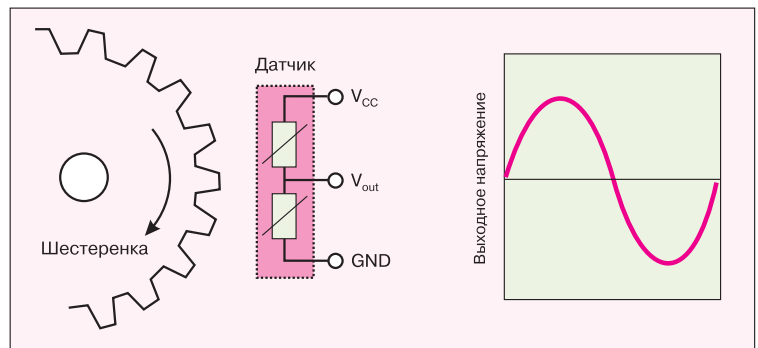 Датчик
V_CC
V_out
GND
Шестеренка
Выходное напряжение